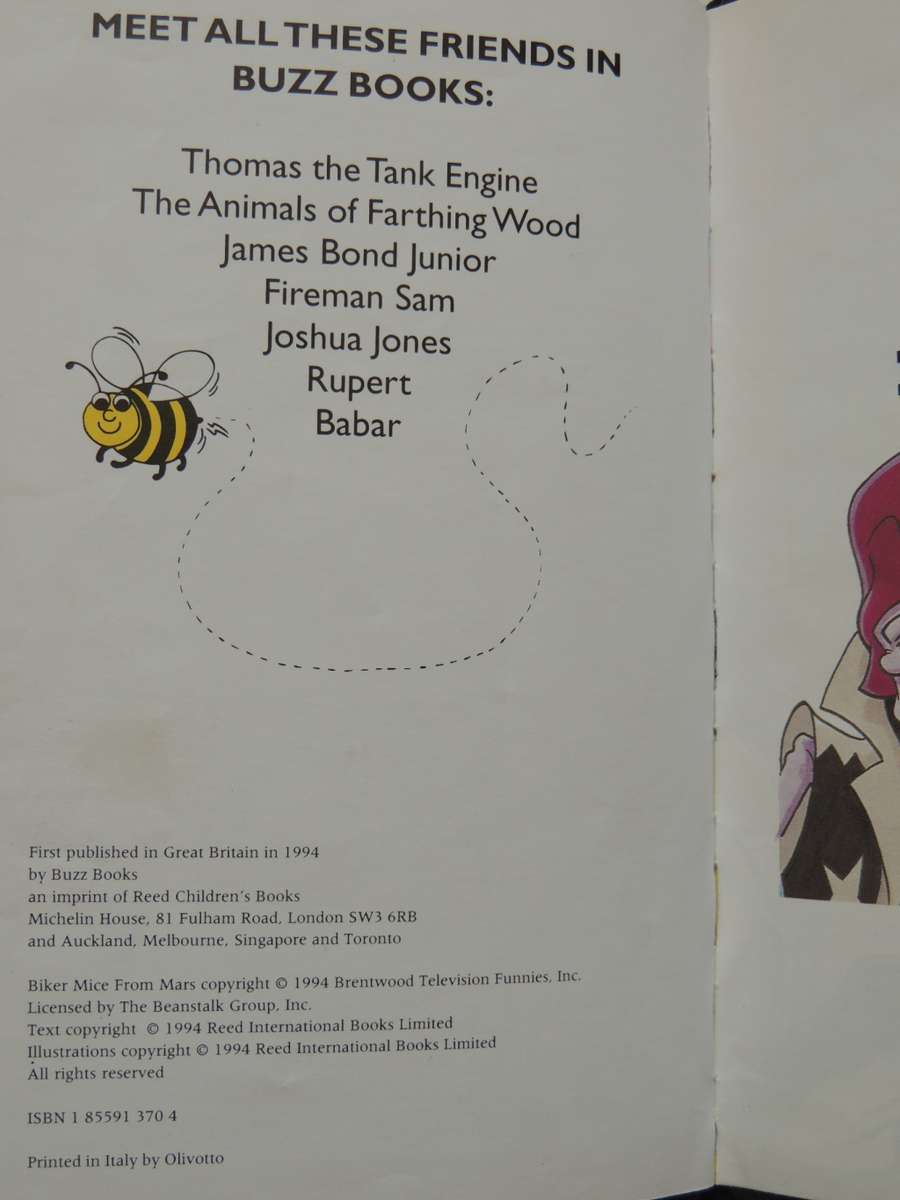 MEET ALL THESE FRIENDS IN
BUZZ BOOKS:
Thomas the Tank Engine
The Animals of Farthing Wood
James Bond Junior
Fireman Sam
Joshua Jones
Rupert
Babar
First published in Great Britain in 1994
by Buzz Books
an imprint of Reed Children's Books
Michelin House, 81 Fulham Road, London SW3 6RB
and Auckland, Melbourne, Singapore and Toronto
Biker Mice From Mars copyright © 1994 Brentwood Television Funnies, Inc.
Licensed by The Beanstalk Group, Inc.
Text copyright © 1994 Reed International Books Limited
Illustrations copyright © 1994 Reed International Books Limited
All rights reserved
ISBN 1 85591 370 4
Printed in Italy by Olivotto